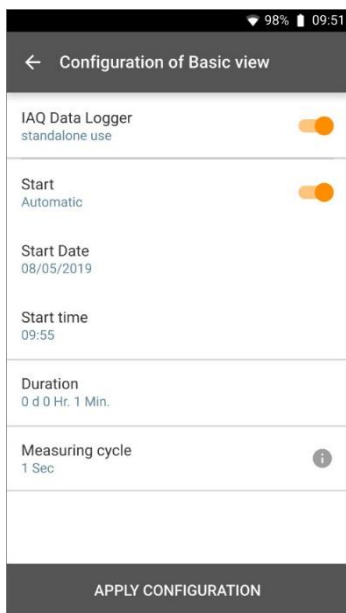 98% 09:51
Configuration of Basic view
IAQ Data Logger
standalone use
Start
Automatic
Start Date
08/05/2019
Start time
09:55
Duration
0 d 0 Hr. 1 Min.
Measuring cycle
1 Sec
APPLY CONFIGURATION